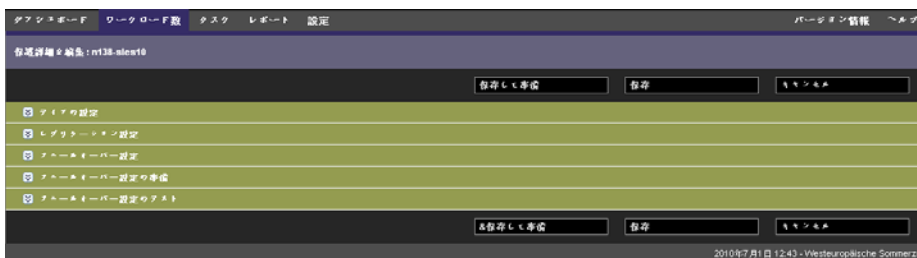 ダッシュボード ワークロード数 タスク レポート 設定 バージョン情報 ヘルプ
保護詳細を編集: n138-sles10
保存して準備 保存 キャンセル
タイアの設定
レプリケーション設定
フェールオーバー設定
フェールオーバー設定の準備
フェールオーバー設定のテスト
&保存して準備 保存 キャンセル
2010年7月1日 12:43 - Westeuropäische Sommerz